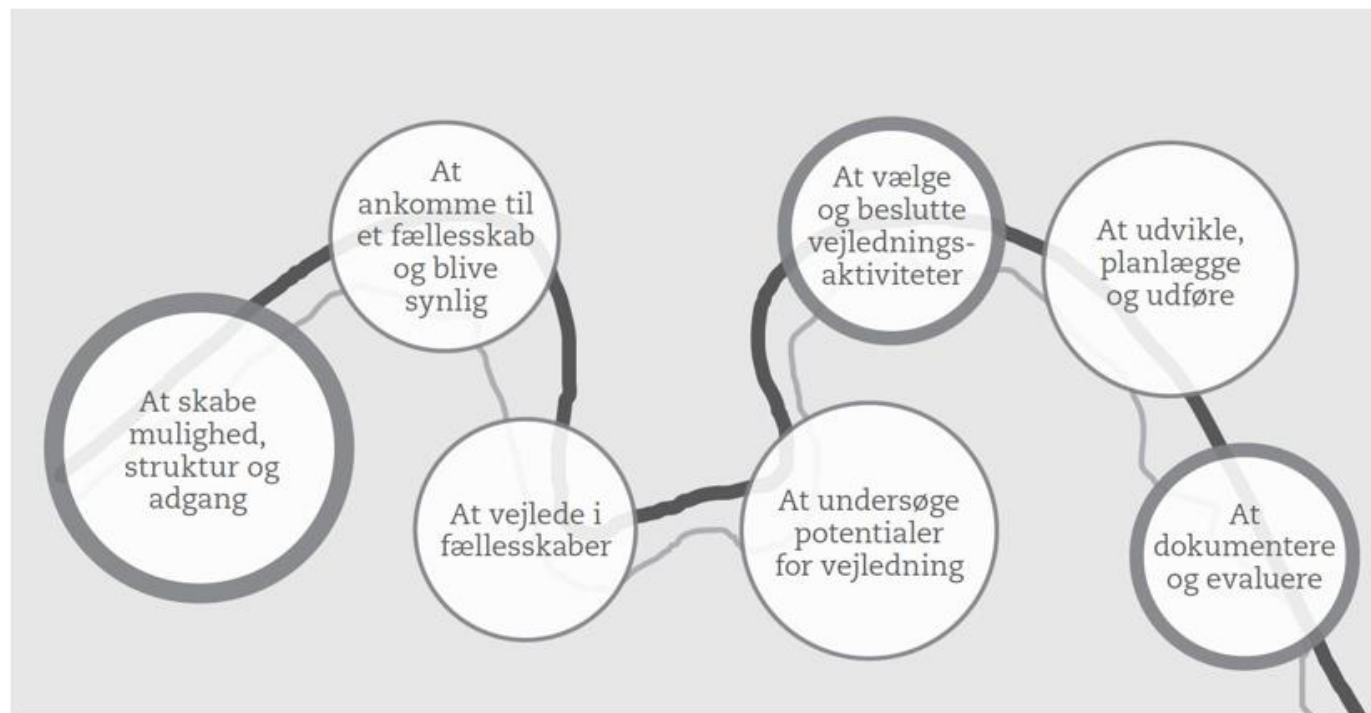 At skabe
mulighed,
struktur og
adgang
At
ankomme til
et fællesskab
og blive
synlig
At vejlede i
fællesskaber
At undersøge
potentialer
for vejledning
At vælge
og beslutte
vejlednings-
aktiviteter
At udvikle,
planlægge
og udføre
At
dokumentere
og evaluere